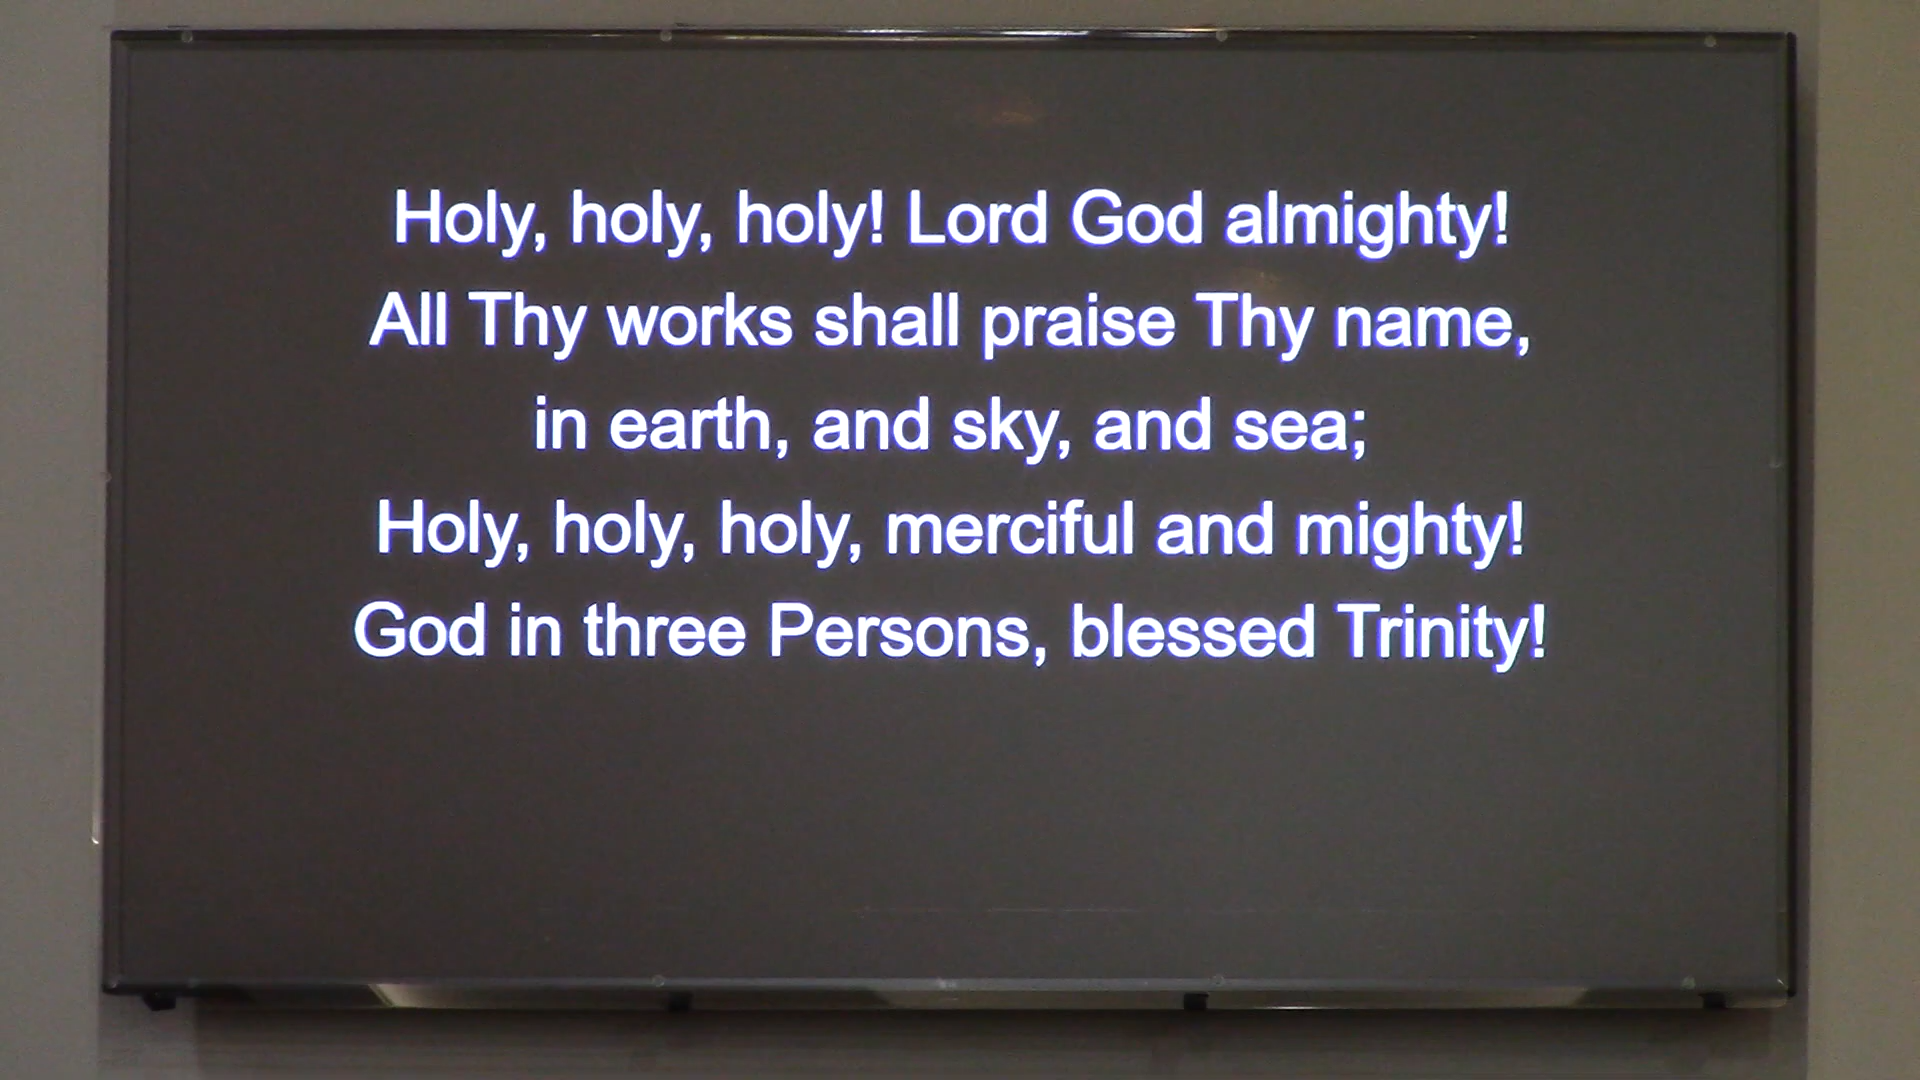 Holy, holy, holy! Lord God almighty!
All Thy works shall praise Thy name,
in earth, and sky, and sea;
Holy, holy, holy, merciful and mighty!
God in three Persons, blessed Trinity!